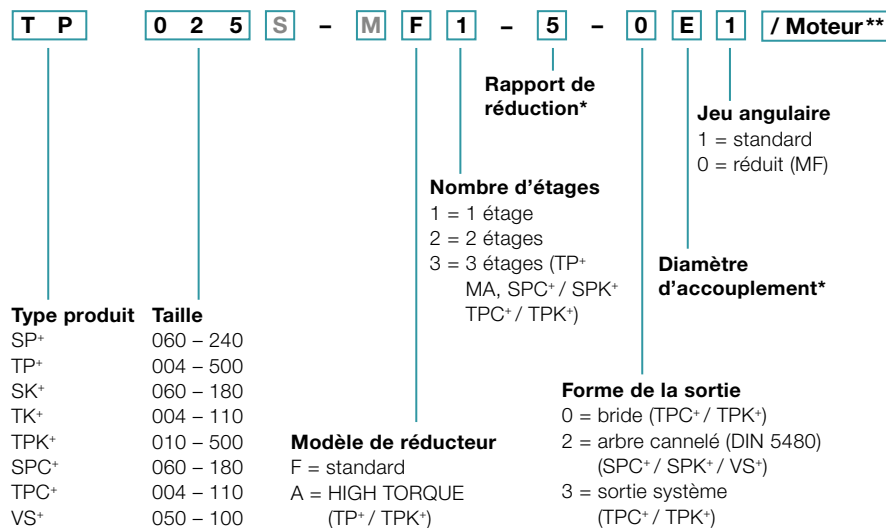 T P 0 2 5 S – M F 1 – 5 – 0 E 1 / Moteur**
Rapport de
réduction*
Jeu angulaire
1 = standard
0 = réduit (MF)
Nombre d'étages
1 = 1 étage
2 = 2 étages
3 = 3 étages (TP+
MA, SPC+ / SPK+
TPC+ / TPK+)
Diamètre
d'accouplement*
Type produit
SP+
TP+
SK+
TK+
TPK+
SPC+
TPC+
VS+
Taille
060 – 240
004 – 500
060 – 180
004 – 110
010 – 500
060 – 180
004 – 110
050 – 100
Modèle de réducteur
F = standard
A = HIGH TORQUE
(TP+ / TPK+)
Forme de la sortie
0 = bride (TPC+ / TPK+)
2 = arbre cannelé (DIN 5480)
(SPC+ / SPK+ / VS+)
3 = sortie système
(TPC+ / TPK+)